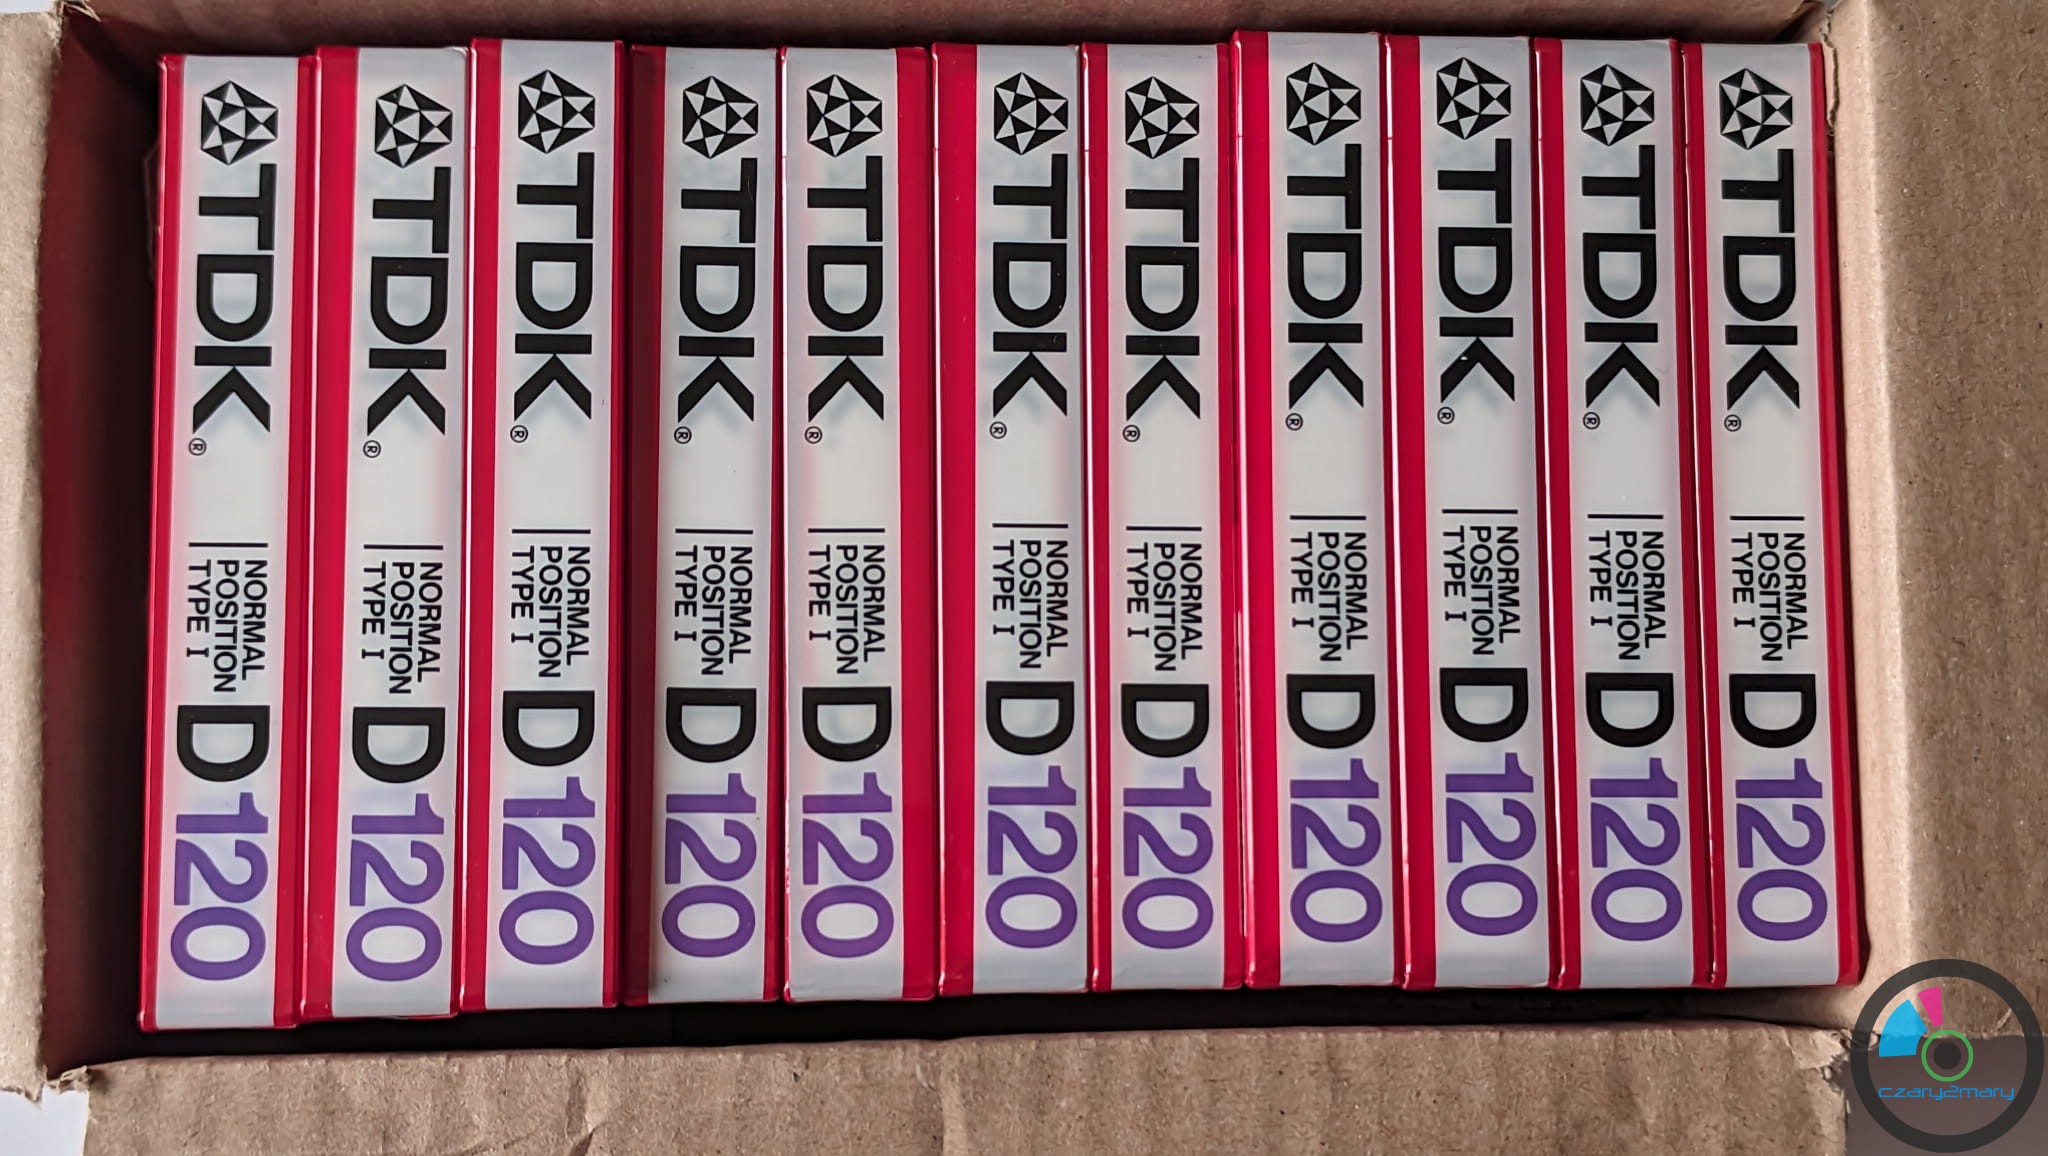 TDK®
NORMAL
POSITION
TYPE I
D120
TDK®
NORMAL
POSITION
TYPE I
D120
TDK®
NORMAL
POSITION
TYPE I
D120
TDK®
NORMAL
POSITION
TYPE I
D120
TDK®
NORMAL
POSITION
TYPE I
D120
TDK®
NORMAL
POSITION
TYPE I
D120
TDK®
NORMAL
POSITION
TYPE I
D120
TDK®
NORMAL
POSITION
TYPE I
D120
TDK®
NORMAL
POSITION
TYPE I
D120
TDK®
NORMAL
POSITION
TYPE I
D120
TDK®
NORMAL
POSITION
TYPE I
D120
czary2mary